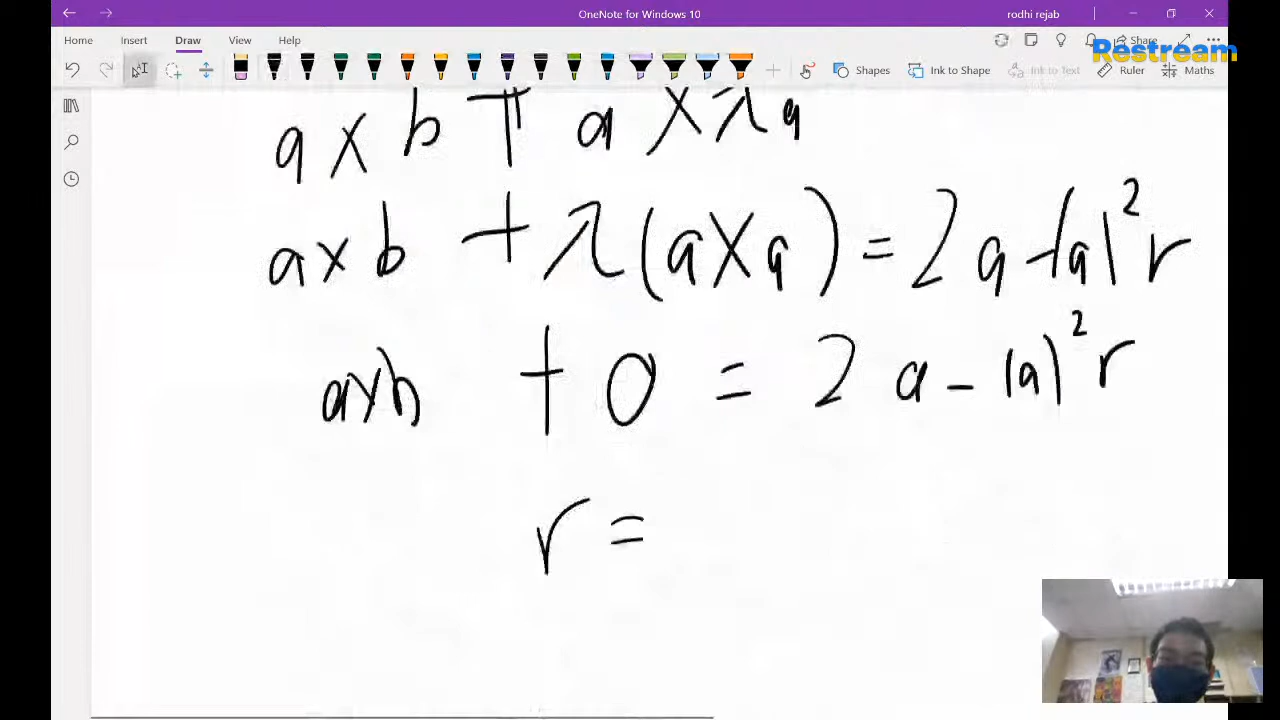 OneNote for Windows 10
rodhi rejab
Home Insert Draw View Help
Share
Restream
Shapes Ink to Shape Ink to Text Ruler Maths
a x b + a x λa
a x b + λ(a x a) = 2a - |a|² r
a x b + 0 = 2a - |a|² r
r =